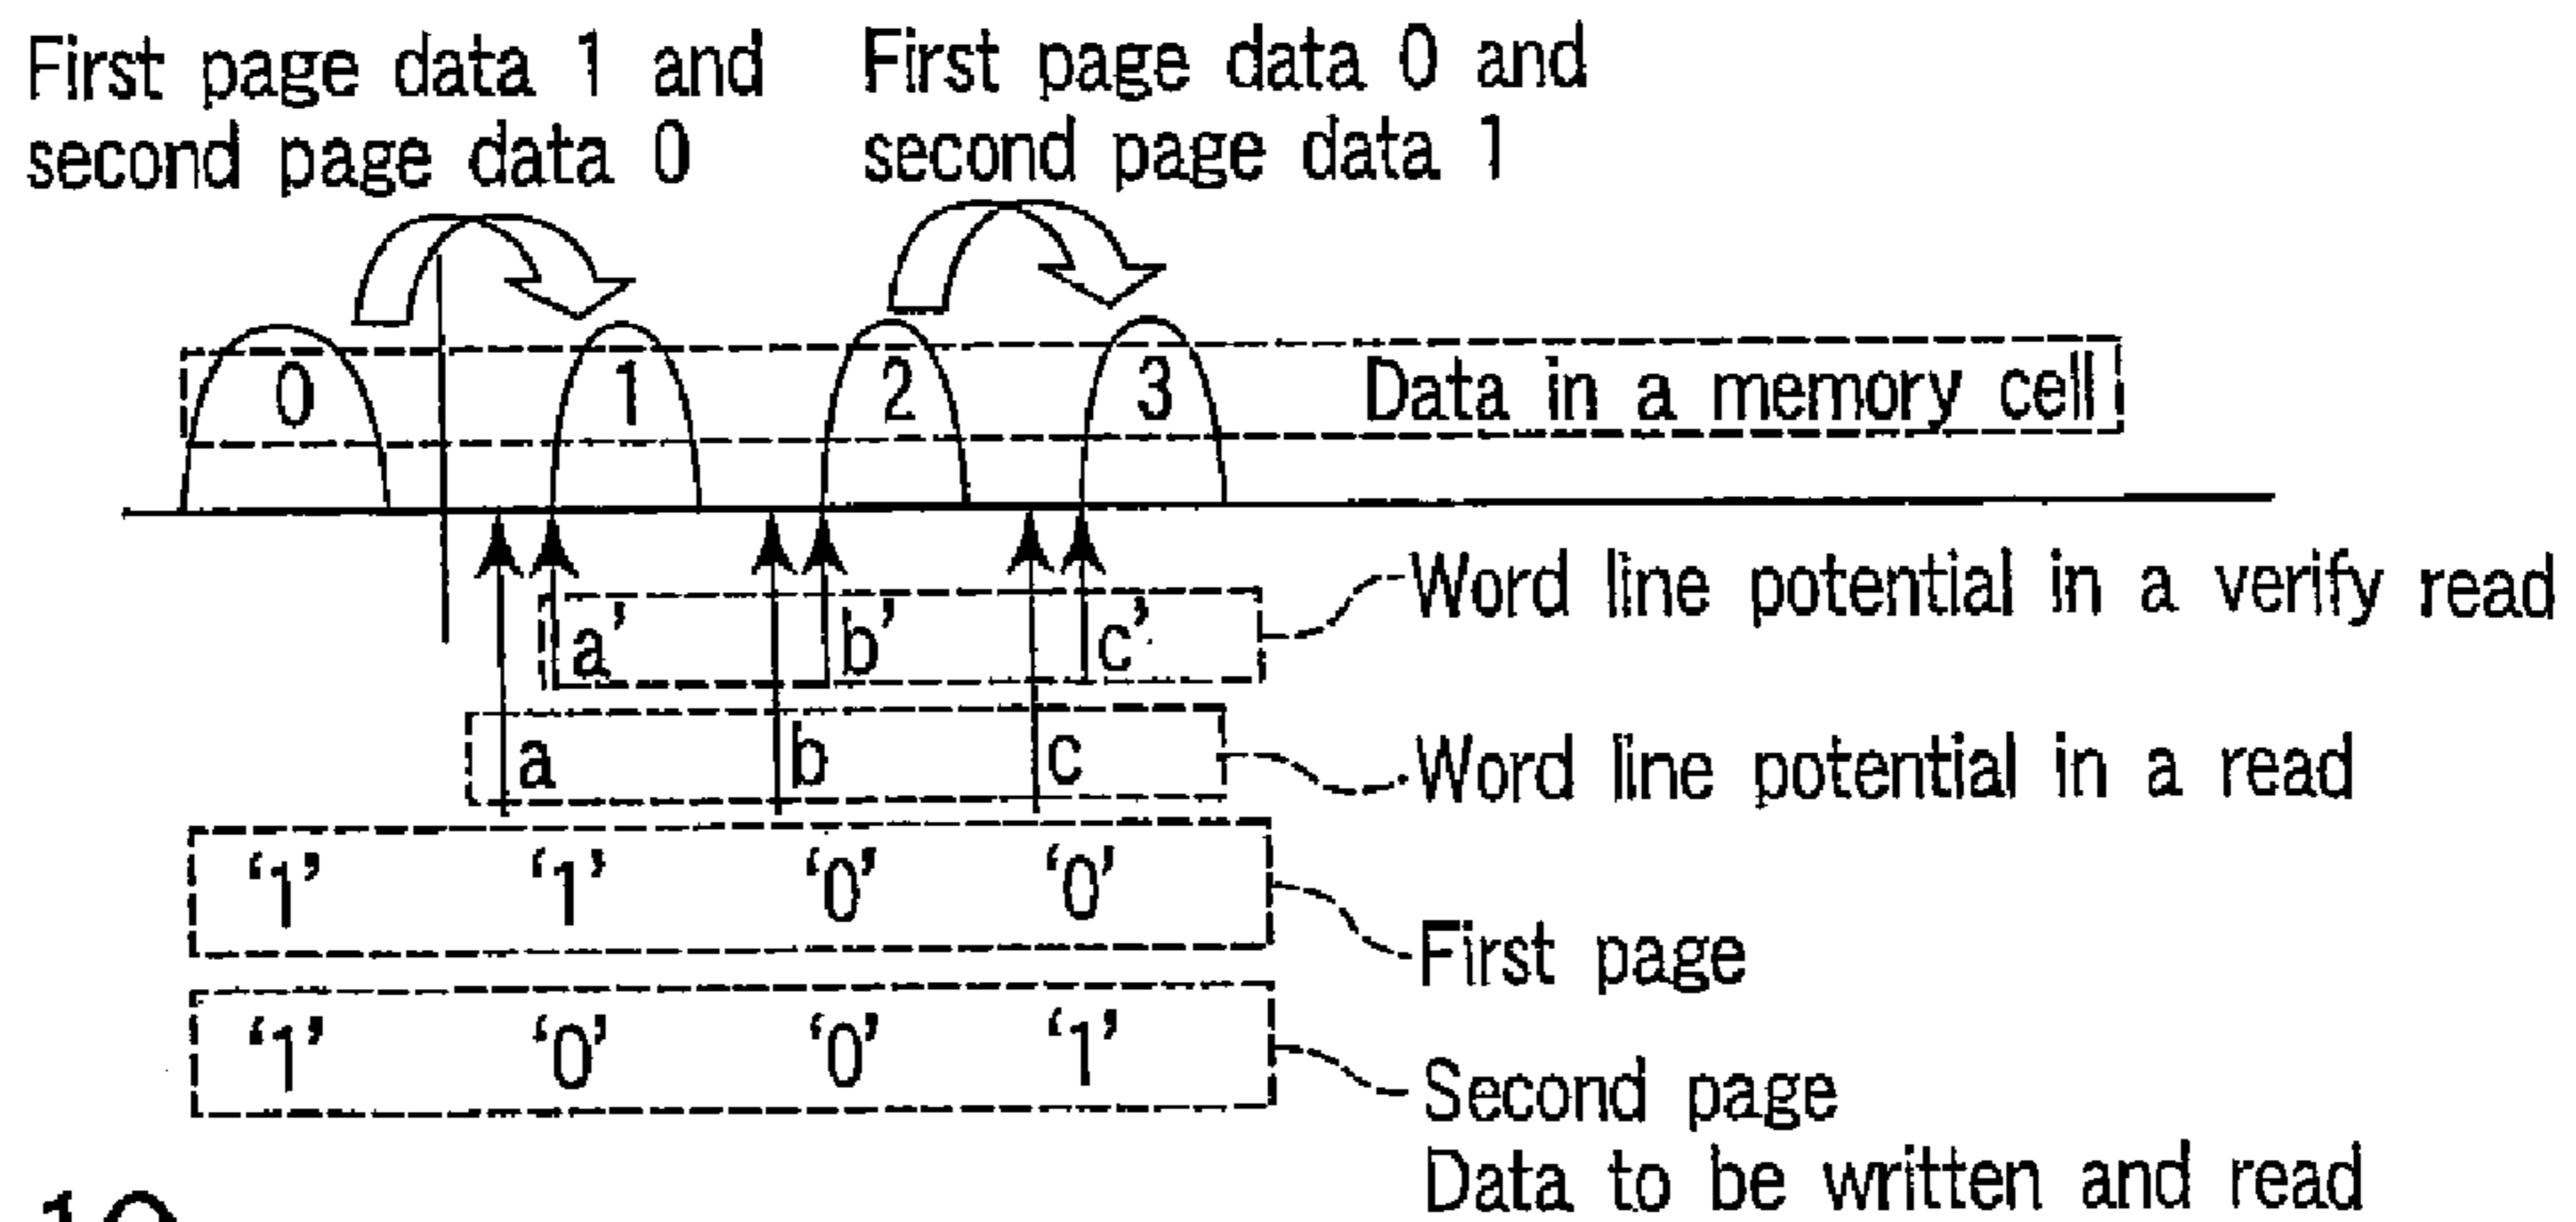 First page data 1 and
second page data 0
First page data 0 and
second page data 1
0 1 2 3 Data in a memory cell
a' b' c' Word line potential in a verify read
a b c Word line potential in a read
‘1’ ‘1’ ‘0’ ‘0’
First page
‘1’ ‘0’ ‘0’ ‘1’
Second page
Data to be written and read